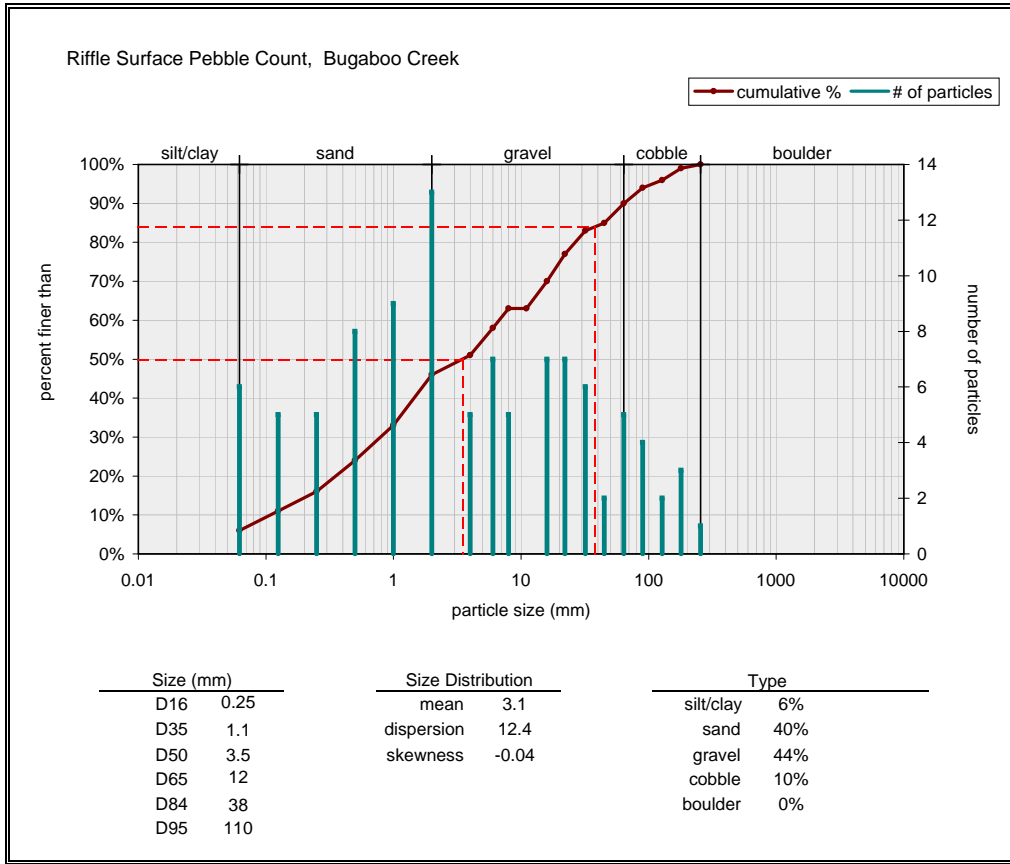 Riffle Surface Pebble Count, Bugaboo Creek
cumulative % # of particles
silt/clay sand gravel cobble boulder
100% 14
90%
80% 12
70% 10
60% 8
50%
40% 6
30% 4
20%
10% 2
0% 0
percent finer than
number of particles
0.01 0.1 1 10 100 1000 10000
particle size (mm)
Size (mm)
D16 0.25
D35 1.1
D50 3.5
D65 12
D84 38
D95 110
Size Distribution
mean 3.1
dispersion 12.4
skewness -0.04
Type
silt/clay 6%
sand 40%
gravel 44%
cobble 10%
boulder 0%